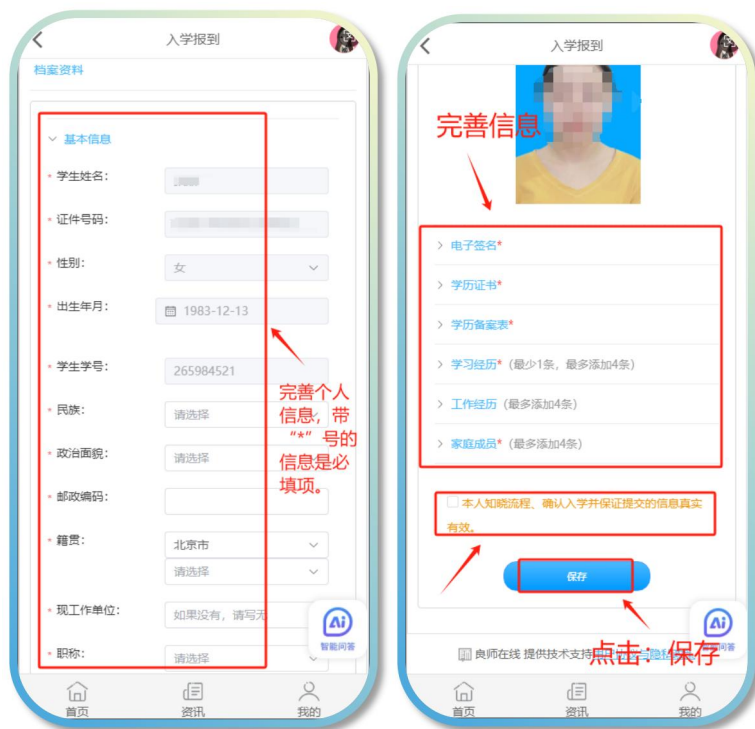 入学报到
档案资料
基本信息
* 学生姓名:
* 证件号码:
* 性别:
女
* 出生年月:
1983-12-13
* 学生学号:
265984521
* 民族:
请选择
* 政治面貌:
请选择
* 邮政编码:
* 籍贯:
北京市
请选择
* 现工作单位:
如果没有，请写无
* 职称:
请选择
完善个人
信息，带
“*”号的
信息是必
填项。
Ai
智能问答
首页
资讯
我的
入学报到
完善信息
电子签名*
学历证书*
学历备案表*
学习经历*（最少1条，最多添加4条）
工作经历（最多添加4条）
家庭成员*（最多添加4条）
本人知晓流程、确认入学并保证提交的信息真实
有效。
保存
点击：保存
良师在线 提供技术支持
Ai
智能问答
首页
资讯
我的